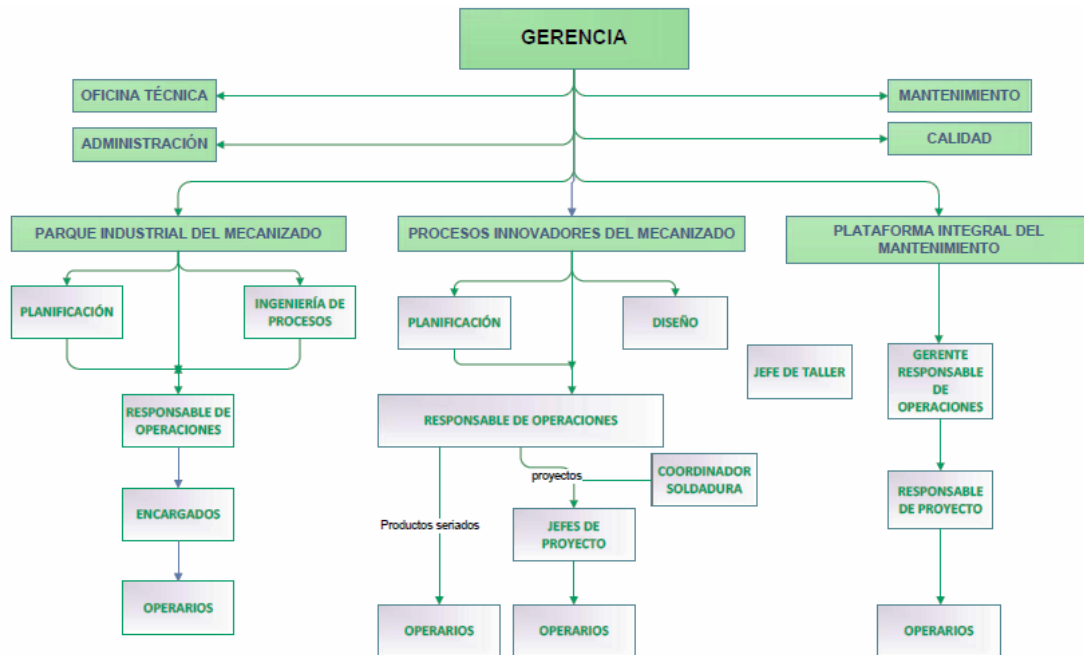 GERENCIA
OFICINA TÉCNICA
MANTENIMIENTO
ADMINISTRACIÓN
CALIDAD
PARQUE INDUSTRIAL DEL MECANIZADO
PROCESOS INNOVADORES DEL MECANIZADO
PLATAFORMA INTEGRAL DEL
MANTENIMIENTO
PLANIFICACIÓN
INGENIERÍA DE
PROCESOS
PLANIFICACIÓN
DISEÑO
JEFE DE TALLER
GERENTE
RESPONSABLE
DE
OPERACIONES
RESPONSABLE DE
OPERACIONES
RESPONSABLE DE OPERACIONES
proyectos
COORDINADOR
SOLDADURA
RESPONSABLE
DE PROYECTO
ENCARGADOS
Productos seriados
JEFES DE
PROYECTO
OPERARIOS
OPERARIOS
OPERARIOS
OPERARIOS